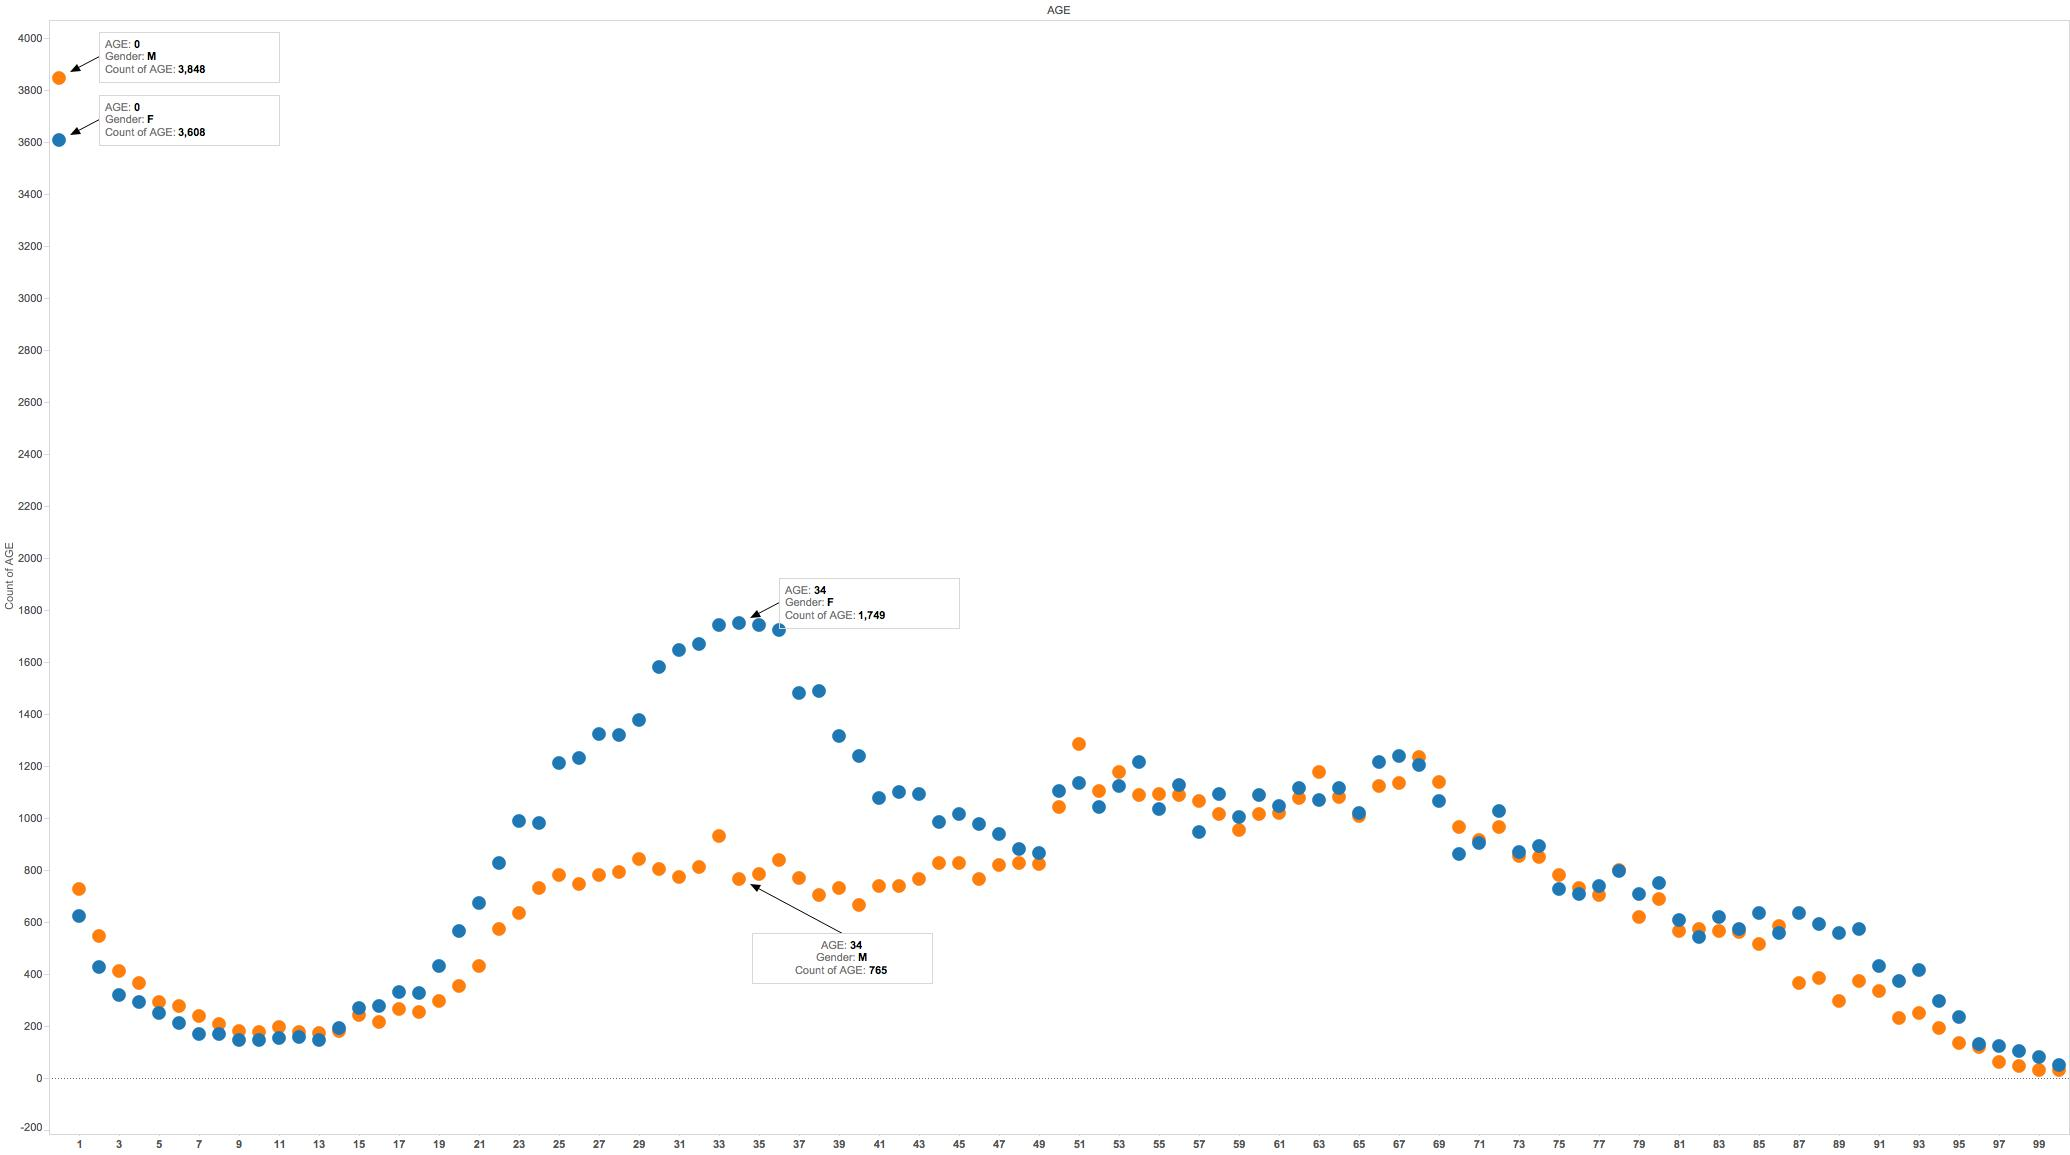 AGE
4000
3800
3600
3400
3200
3000
2800
2600
2400
2200
2000
1800
1600
1400
1200
1000
800
600
400
200
0
-200
Count of AGE
AGE: 0
Gender: M
Count of AGE: 3,848
AGE: 0
Gender: F
Count of AGE: 3,608
AGE: 34
Gender: F
Count of AGE: 1,749
AGE: 34
Gender: M
Count of AGE: 765
1 3 5 7 9 11 13 15 17 19 21 23 25 27 29 31 33 35 37 39 41 43 45 47 49 51 53 55 57 59 61 63 65 67 69 71 73 75 77 79 81 83 85 87 89 91 93 95 97 99